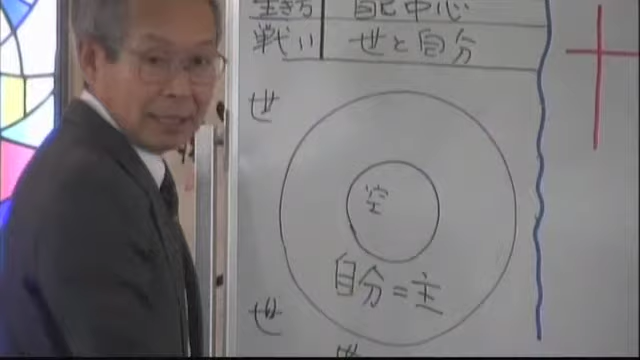 生き方 自己中心
戦い 世と自分
世
空
自分=主
世
世